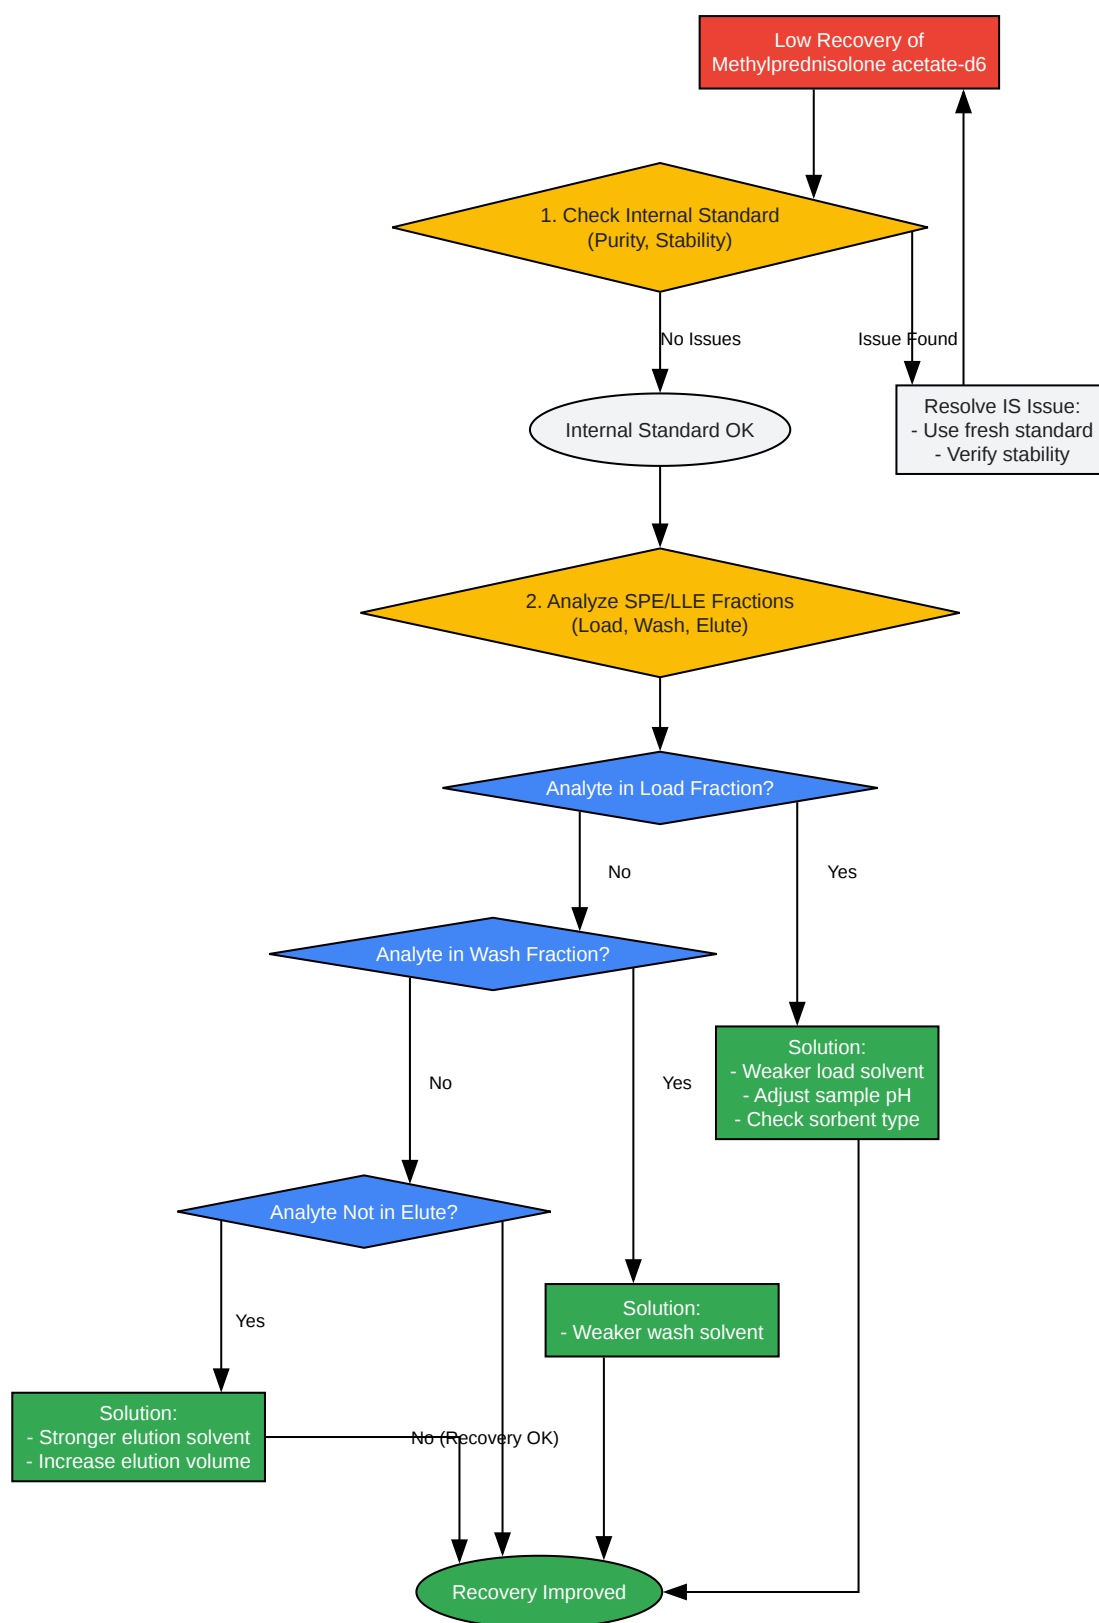 Low Recovery of
Methylprednisolone acetate-d6
1. Check Internal Standard
(Purity, Stability)
No Issues
Issue Found
Internal Standard OK
Resolve IS Issue:
- Use fresh standard
- Verify stability
2. Analyze SPE/LLE Fractions
(Load, Wash, Elute)
Analyte in Load Fraction?
No
Yes
Analyte in Wash Fraction?
Solution:
- Weaker load solvent
- Adjust sample pH
- Check sorbent type
No
Yes
Analyte Not in Elute?
Solution:
- Weaker wash solvent
Yes
Solution:
- Stronger elution solvent
- Increase elution volume
No (Recovery OK)
Recovery Improved